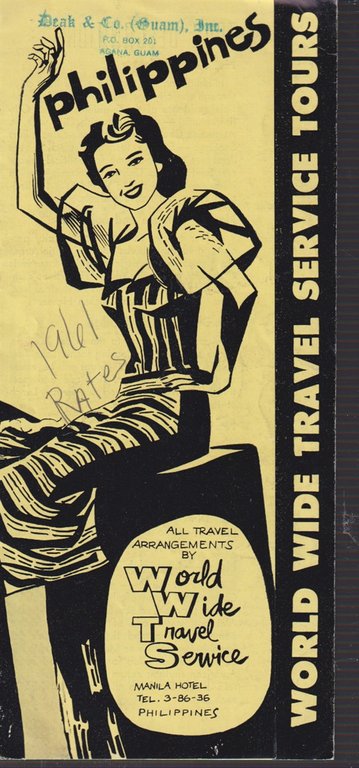 Deak & Co. (Guam), Inc.
P.O. BOX 201
AGANA, GUAM
philippines
1961
RAtes
ALL TRAVEL
ARRANGEMENTS
BY
World
Wide
Travel
Service
MANILA HOTEL
TEL. 3-86-36
PHILIPPINES
WORLD WIDE TRAVEL SERVICE TOURS